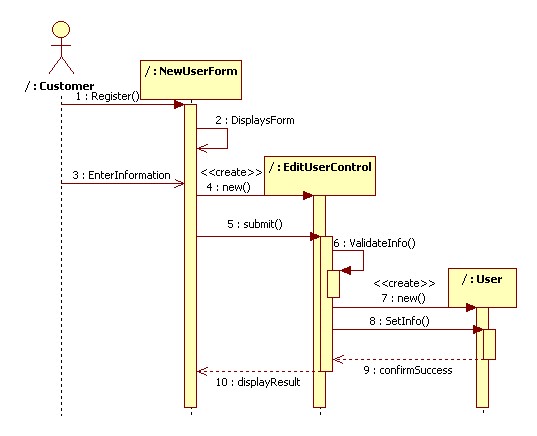 / : Customer
/ : NewUserForm
1 : Register()
2 : DisplaysForm
3 : EnterInformation
<<create>>
4 : new()
/ : EditUserControl
5 : submit()
6 : ValidateInfo()
<<create>>
7 : new()
/ : User
8 : SetInfo()
9 : confirmSuccess
10 : displayResult